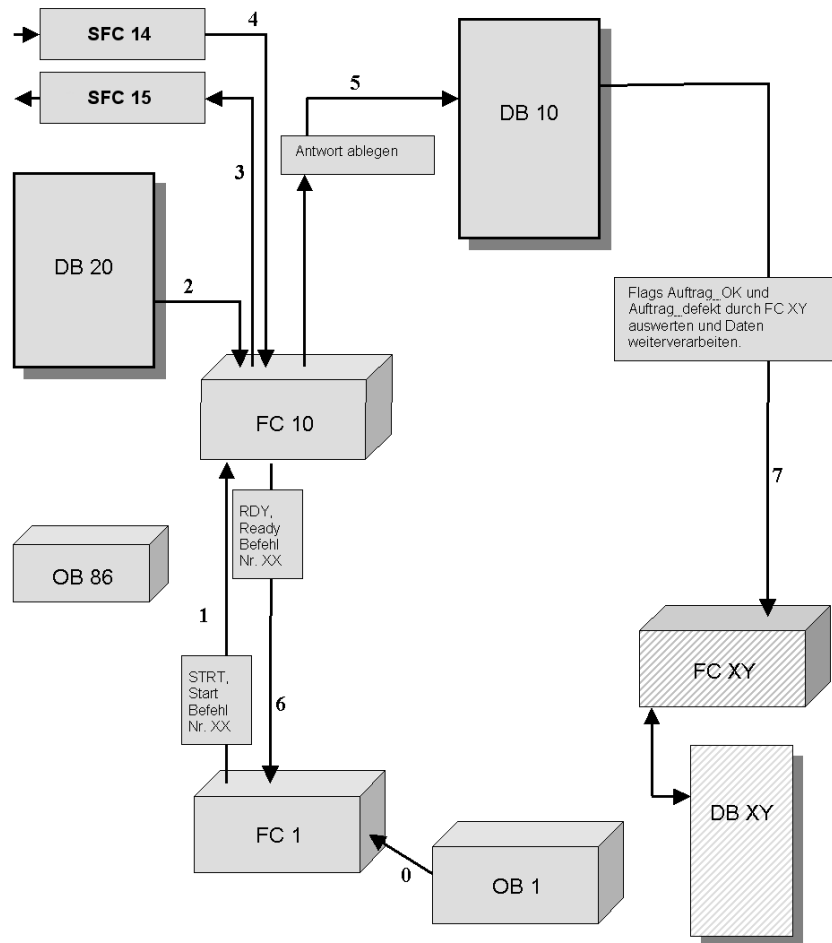 4
SFC 14
SFC 15
5
DB 10
Antwort ablegen
3
DB 20
2
Flags Auftrag_OK und
Auftrag_defekt durch FC XY
auswerten und Daten
weiterverarbeiten.
FC 10
7
RDY,
Ready
Befehl
Nr. XX
OB 86
1
STRT,
Start
Befehl
Nr. XX
6
FC XY
DB XY
FC 1
0
OB 1